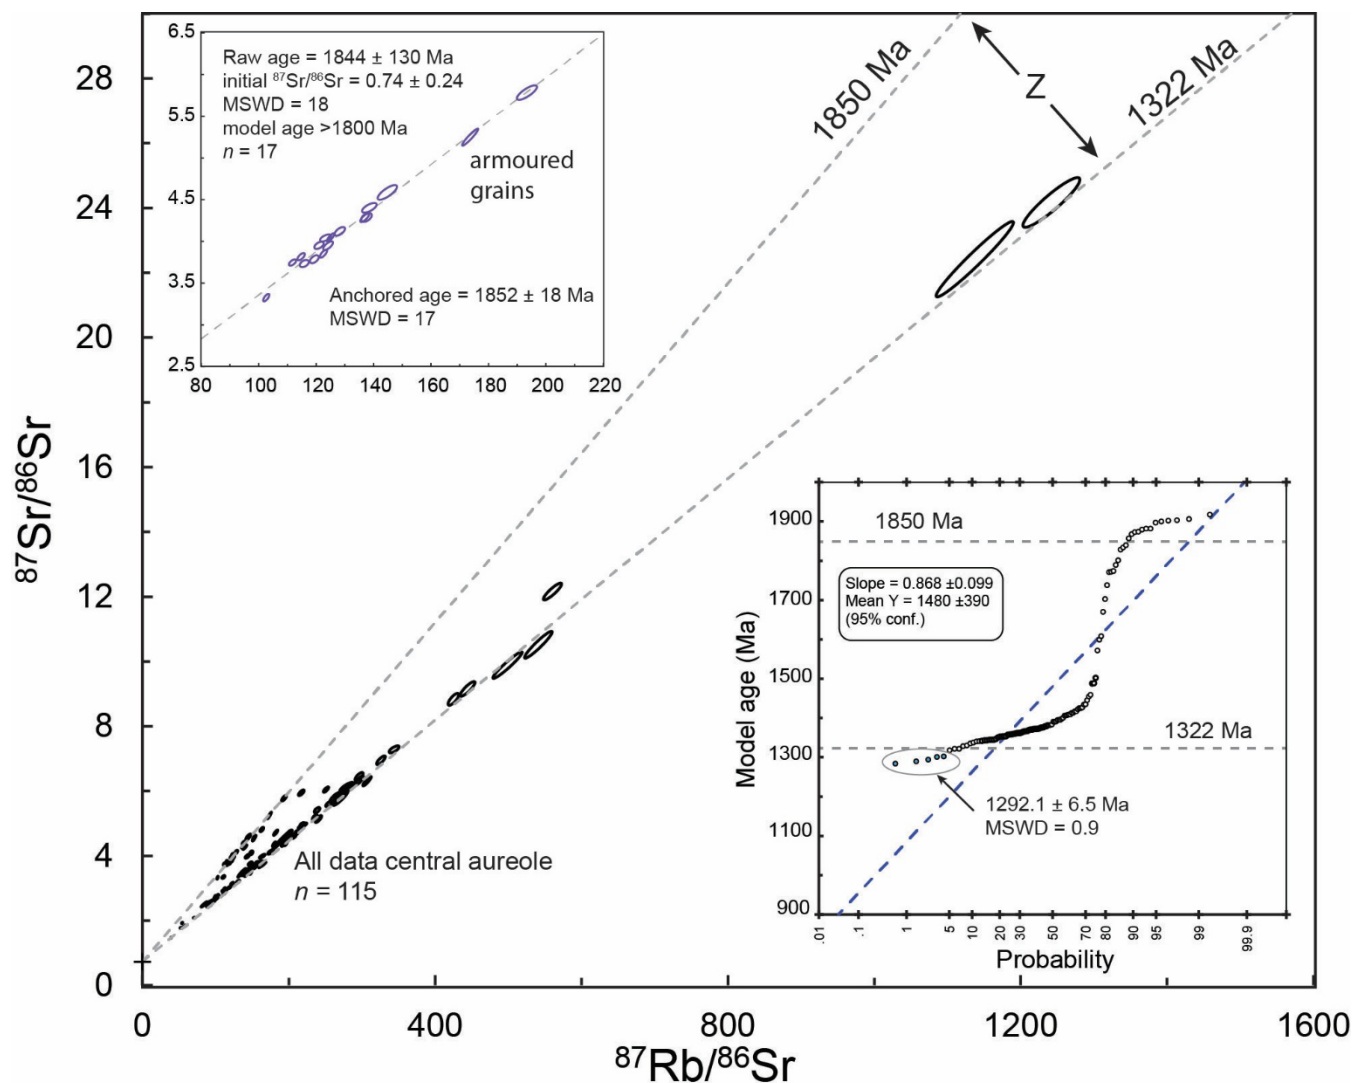 6.5
5.5
4.5
3.5
2.5
80 100 120 140 160 180 200 220
Raw age = 1844 ± 130 Ma
initial ⁸⁷Sr/⁸⁶Sr = 0.74 ± 0.24
MSWD = 18
model age >1800 Ma
n = 17
armoured
grains
Anchored age = 1852 ± 18 Ma
MSWD = 17
1850 Ma
Z
1322 Ma
28
24
20
16
12
8
4
0
⁸⁷Sr/⁸⁶Sr
All data central aureole
n = 115
1900
1700
1500
1300
1100
900
Model age (Ma)
1850 Ma
Slope = 0.868 ±0.099
Mean Y = 1480 ±390
(95% conf.)
1322 Ma
1292.1 ± 6.5 Ma
MSWD = 0.9
.01 .1 1 5 10 20 30 50 70 80 90 95 99 99.9
Probability
0 400 800 1200 1600
⁸⁷Rb/⁸⁶Sr